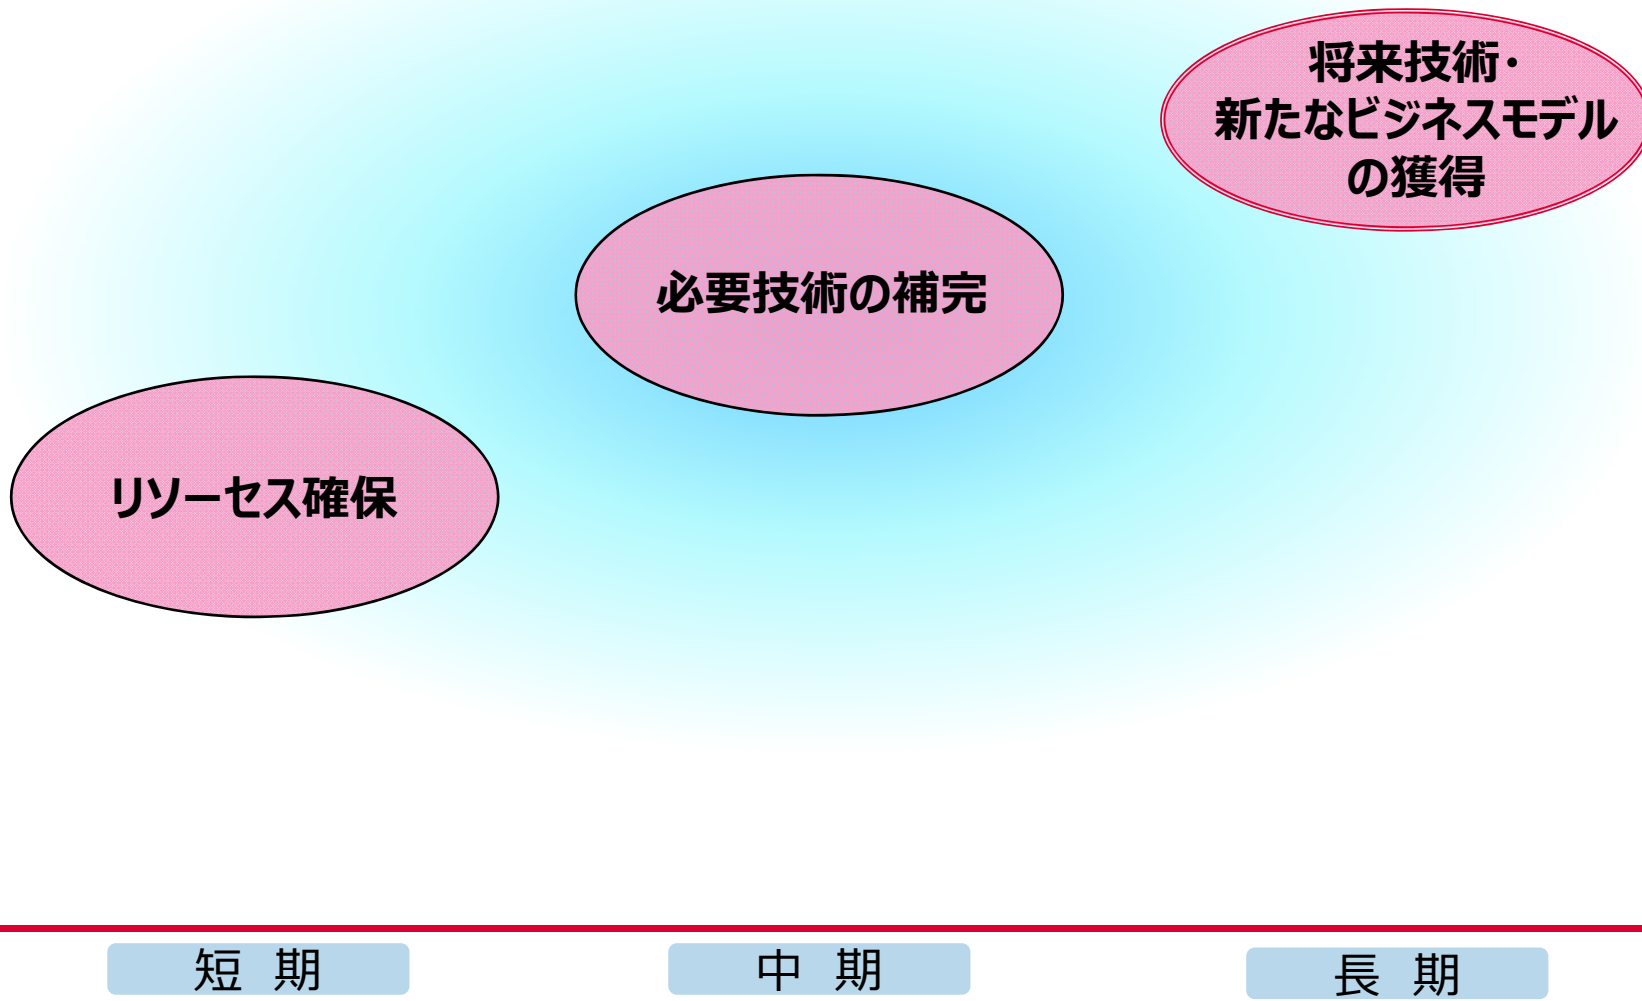 将来技術・
新たなビジネスモデル
の獲得
必要技術の補完
リソーセス確保
短 期
中 期
長 期